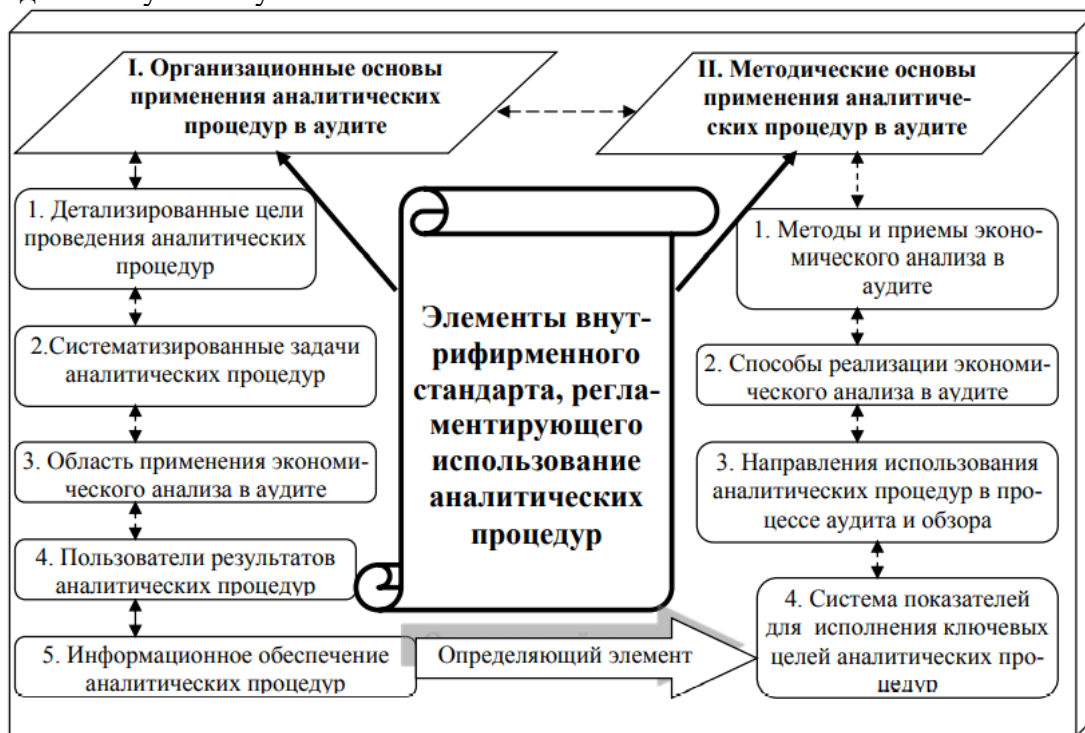 I. Организационные основы
применения аналитических
процедур в аудите
II. Методические основы
применения аналитиче-
ских процедур в аудите
1. Детализированные цели
проведения аналитических
процедур
2.Систематизированные задачи
аналитических процедур
3. Область применения экономи-
ческого анализа в аудите
4. Пользователи результатов
аналитических процедур
5. Информационное обеспечение
аналитических процедур
Элементы внут-
рифирменного
стандарта, регла-
ментирующего
использование
аналитических
процедур
Определяющий элемент
1. Методы и приемы эконо-
мического анализа в
аудите
2. Способы реализации экономи-
ческого анализа в аудите
3. Направления использования
аналитических процедур в про-
цессе аудита и обзора
4. Система показателей
для исполнения ключевых
целей аналитических про-
цедур